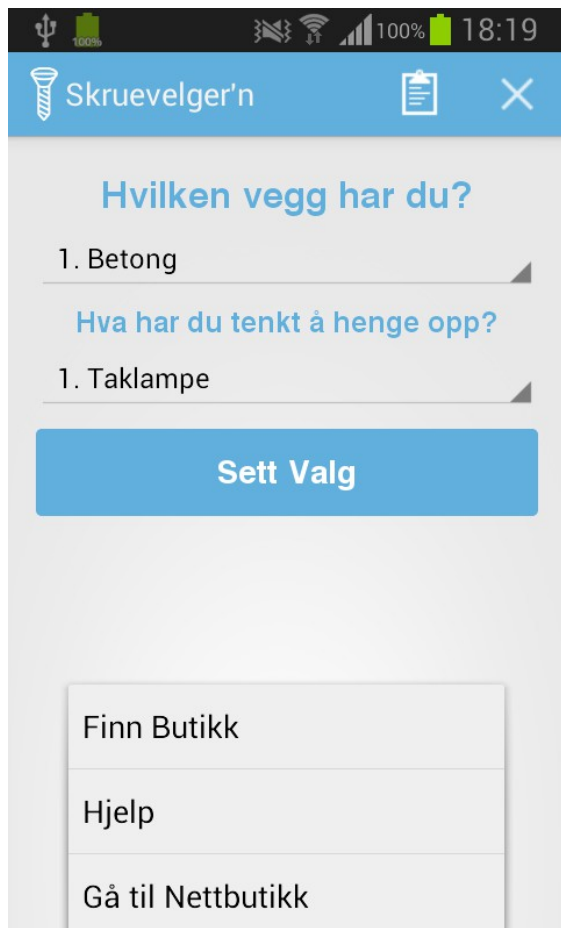 100% 100% 18:19
Skruevelger'n
Hvilken vegg har du?
1. Betong
Hva har du tenkt å henge opp?
1. Taklampe
Sett Valg
Finn Butikk
Hjelp
Gå til Nettbutikk